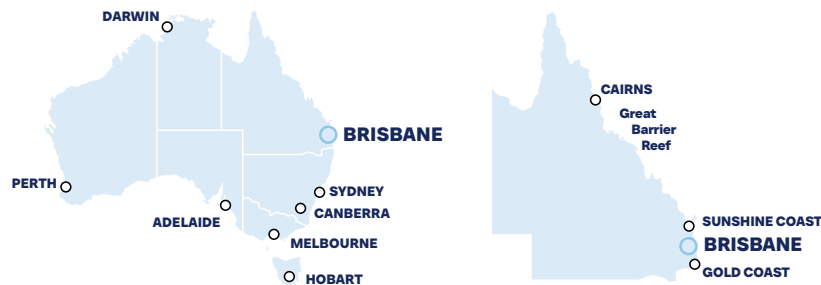 DARWIN
BRISBANE
PERTH
SYDNEY
CANBERRA
ADELAIDE
MELBOURNE
HOBART
CAIRNS
Great
Barrier
Reef
SUNSHINE COAST
BRISBANE
GOLD COAST